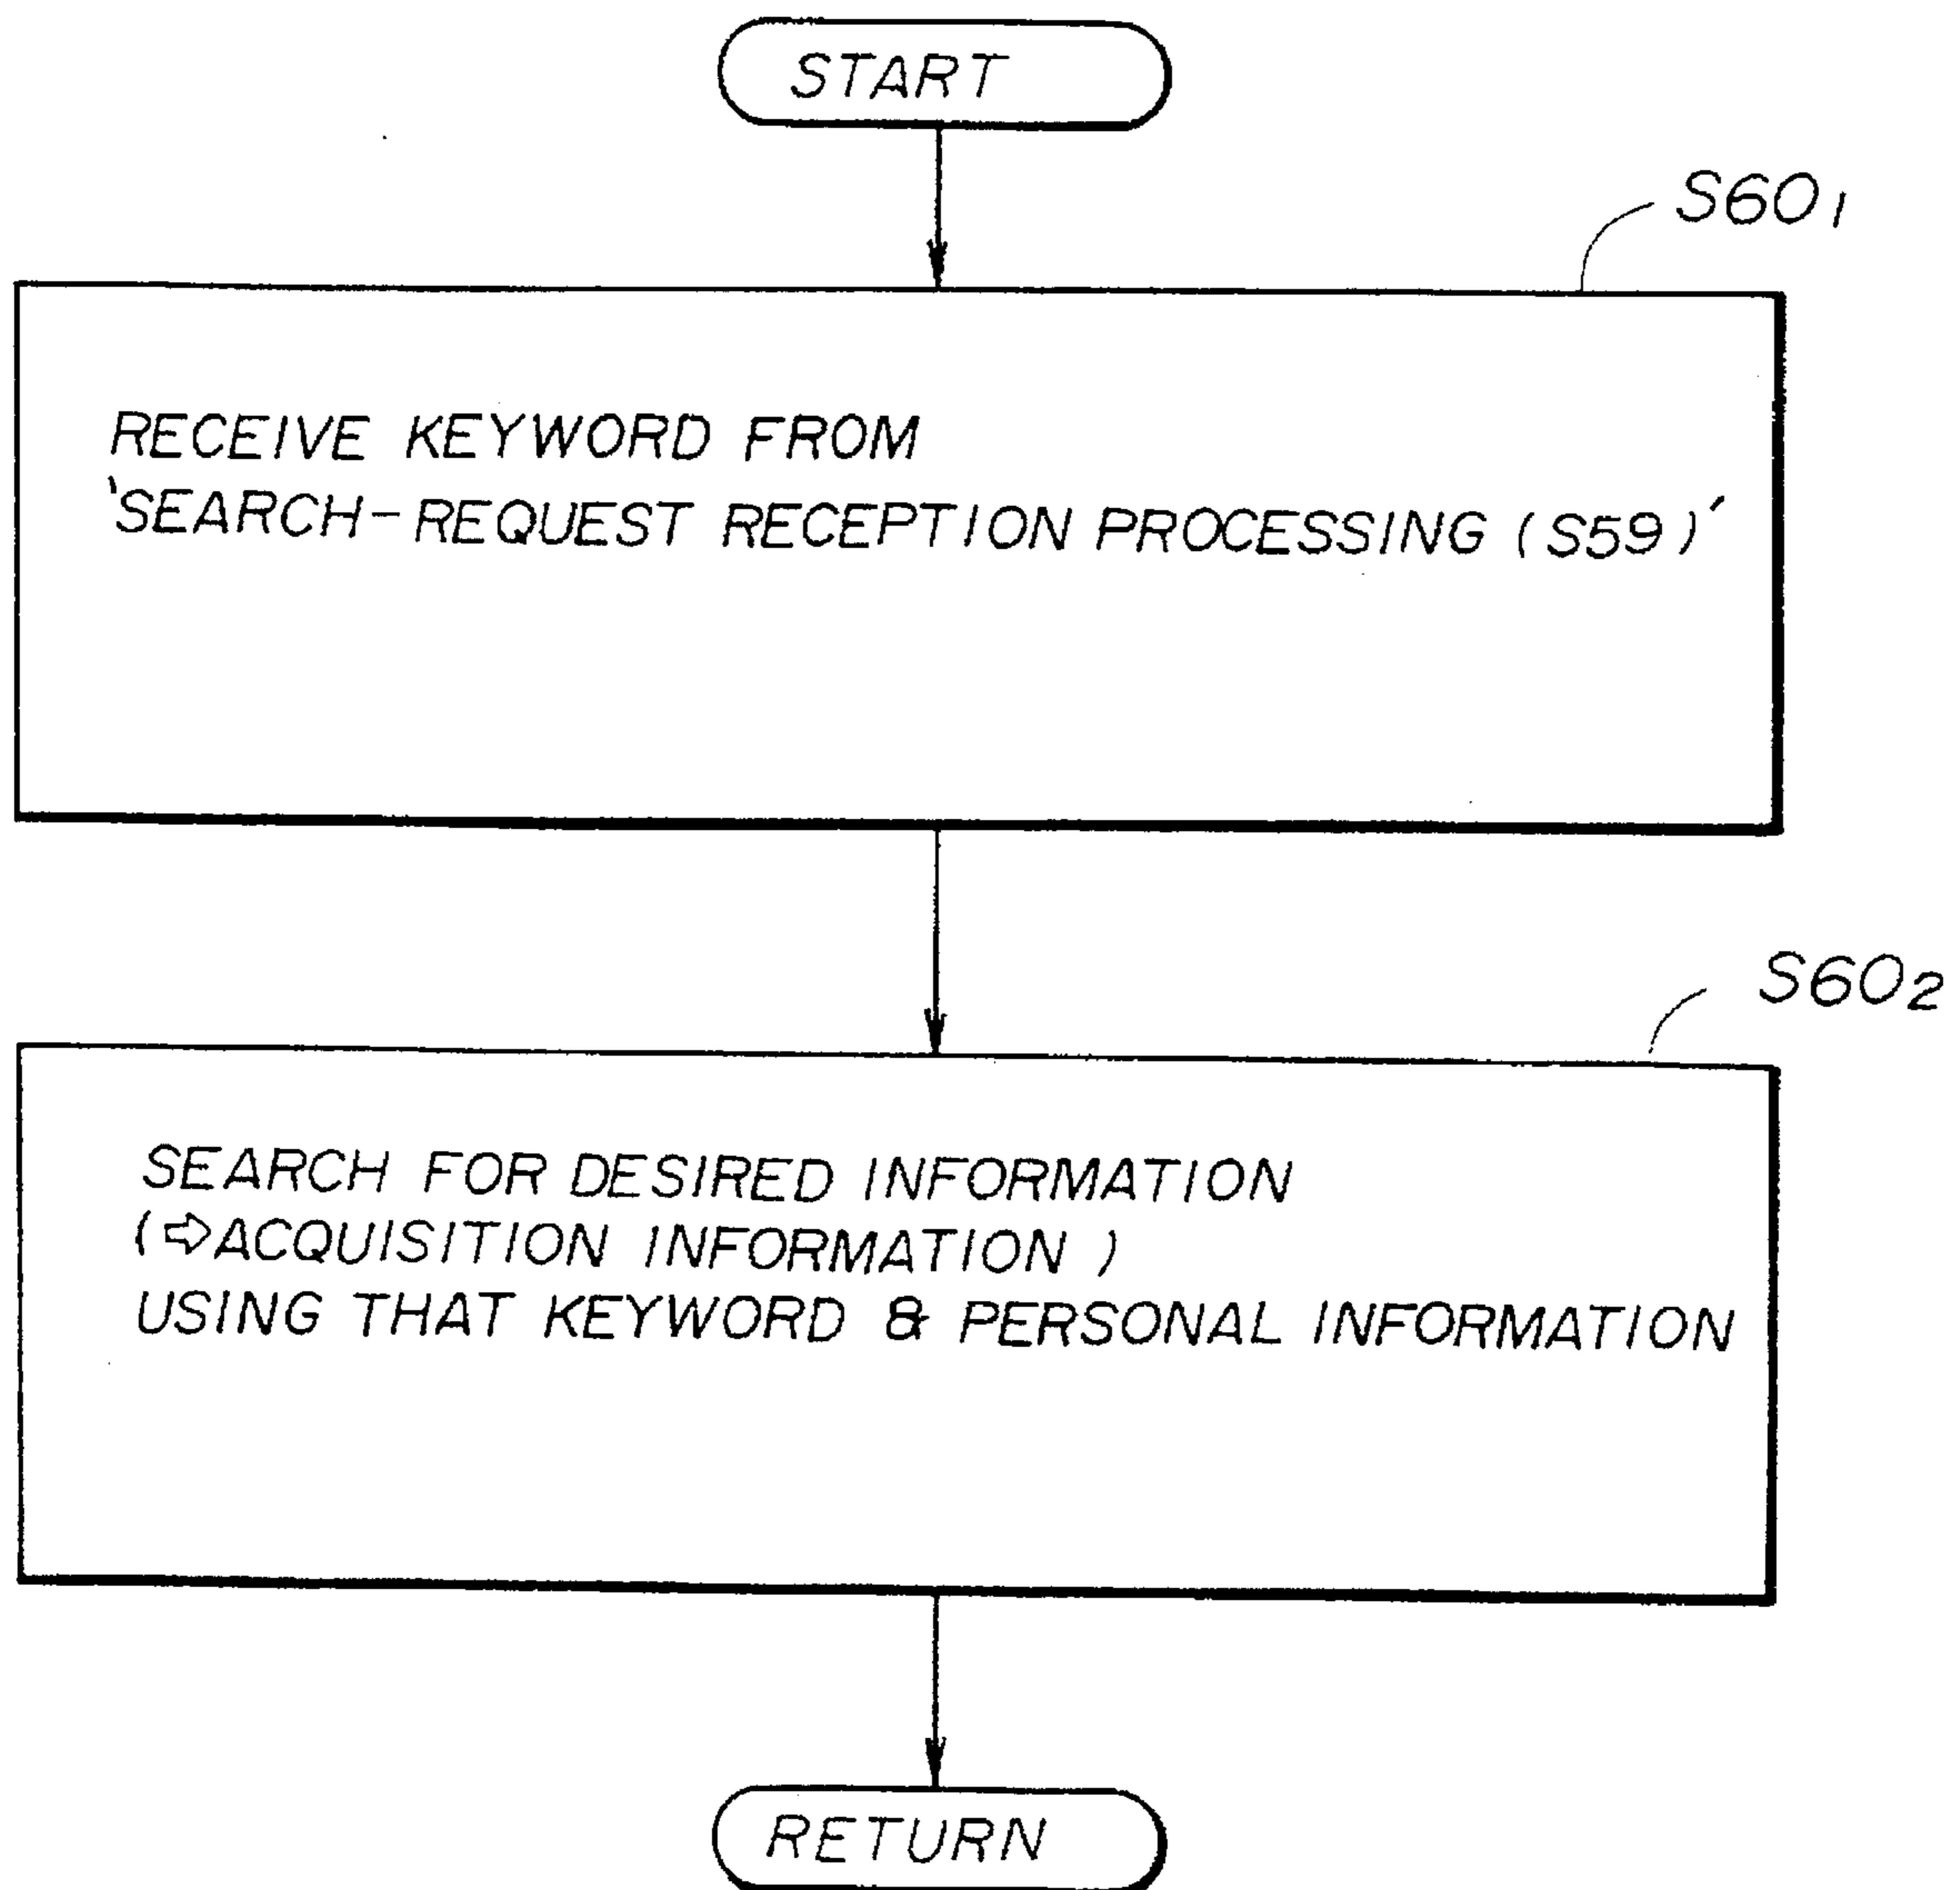 START
S60₁
RECEIVE KEYWORD FROM
'SEARCH-REQUEST RECEPTION PROCESSING (S59)'
S60₂
SEARCH FOR DESIRED INFORMATION
(⇨ACQUISITION INFORMATION)
USING THAT KEYWORD & PERSONAL INFORMATION
RETURN